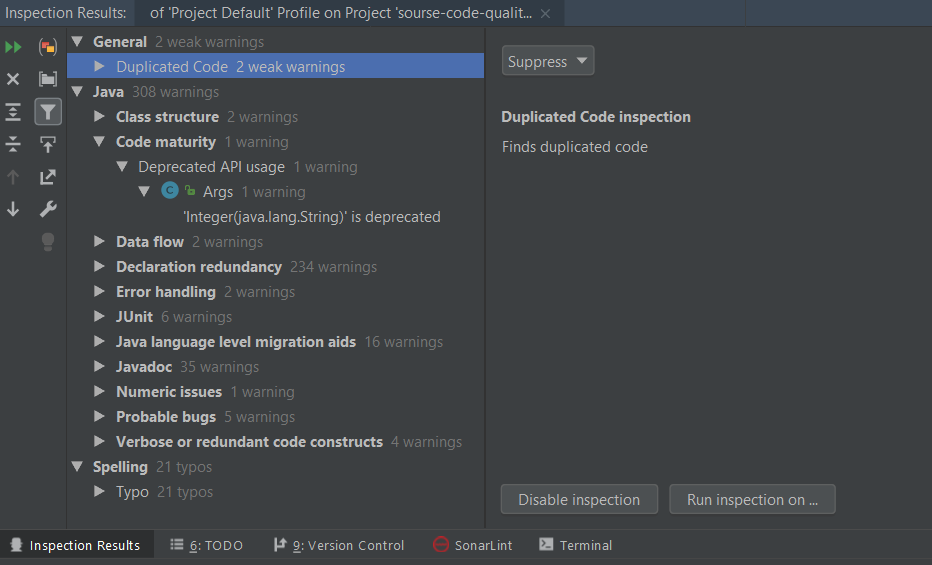 Inspection Results: of 'Project Default' Profile on Project 'sourse-code-qualit...
General 2 weak warnings
Duplicated Code 2 weak warnings
Java 308 warnings
Class structure 2 warnings
Code maturity 1 warning
Deprecated API usage 1 warning
C Args 1 warning
'Integer(java.lang.String)' is deprecated
Data flow 2 warnings
Declaration redundancy 234 warnings
Error handling 2 warnings
JUnit 6 warnings
Java language level migration aids 16 warnings
Javadoc 35 warnings
Numeric issues 1 warning
Probable bugs 5 warnings
Verbose or redundant code constructs 4 warnings
Spelling 21 typos
Typo 21 typos
Suppress
Duplicated Code inspection
Finds duplicated code
Disable inspection Run inspection on ...
Inspection Results 6: TODO 9: Version Control SonarLint Terminal